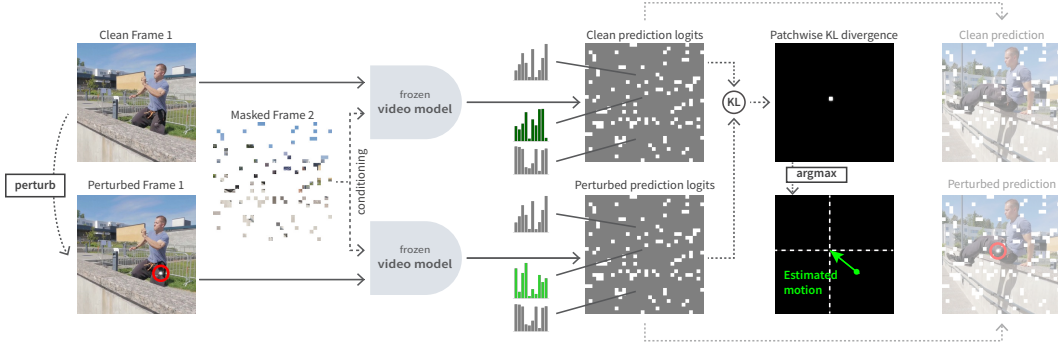 Clean Frame 1
Clean prediction logits
Patchwise KL divergence
Clean prediction
frozen
video model
KL
Masked Frame 2
conditioning
perturb
Perturbed Frame 1
Perturbed prediction logits
argmax
Perturbed prediction
frozen
video model
Estimated
motion